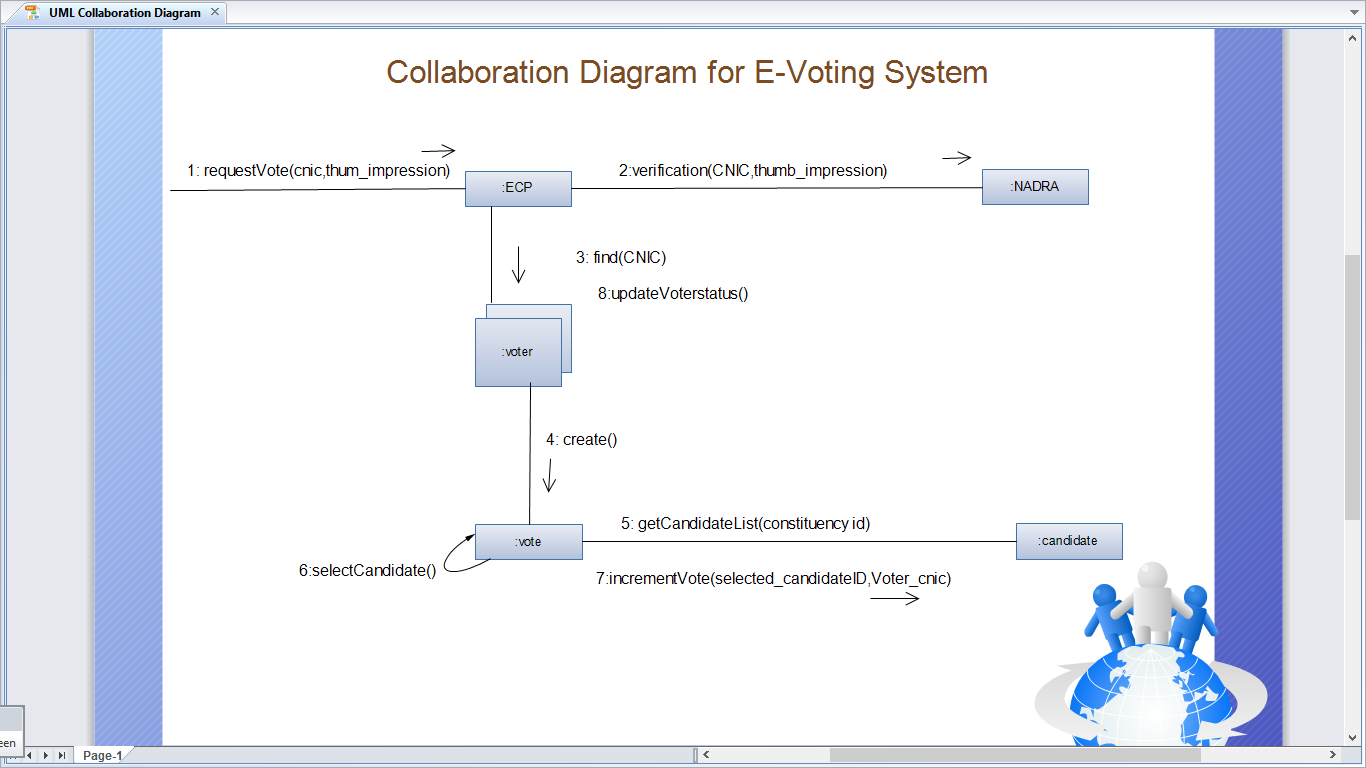 UML Collaboration Diagram
Collaboration Diagram for E-Voting System
1: requestVote(cnic,thum_impression)
2:verification(CNIC,thumb_impression)
:ECP
:NADRA
3: find(CNIC)
8:updateVoterstatus()
:voter
4: create()
5: getCandidateList(constituency id)
:vote
:candidate
6:selectCandidate()
7:incrementVote(selected_candidateID,Voter_cnic)
een
Page-1